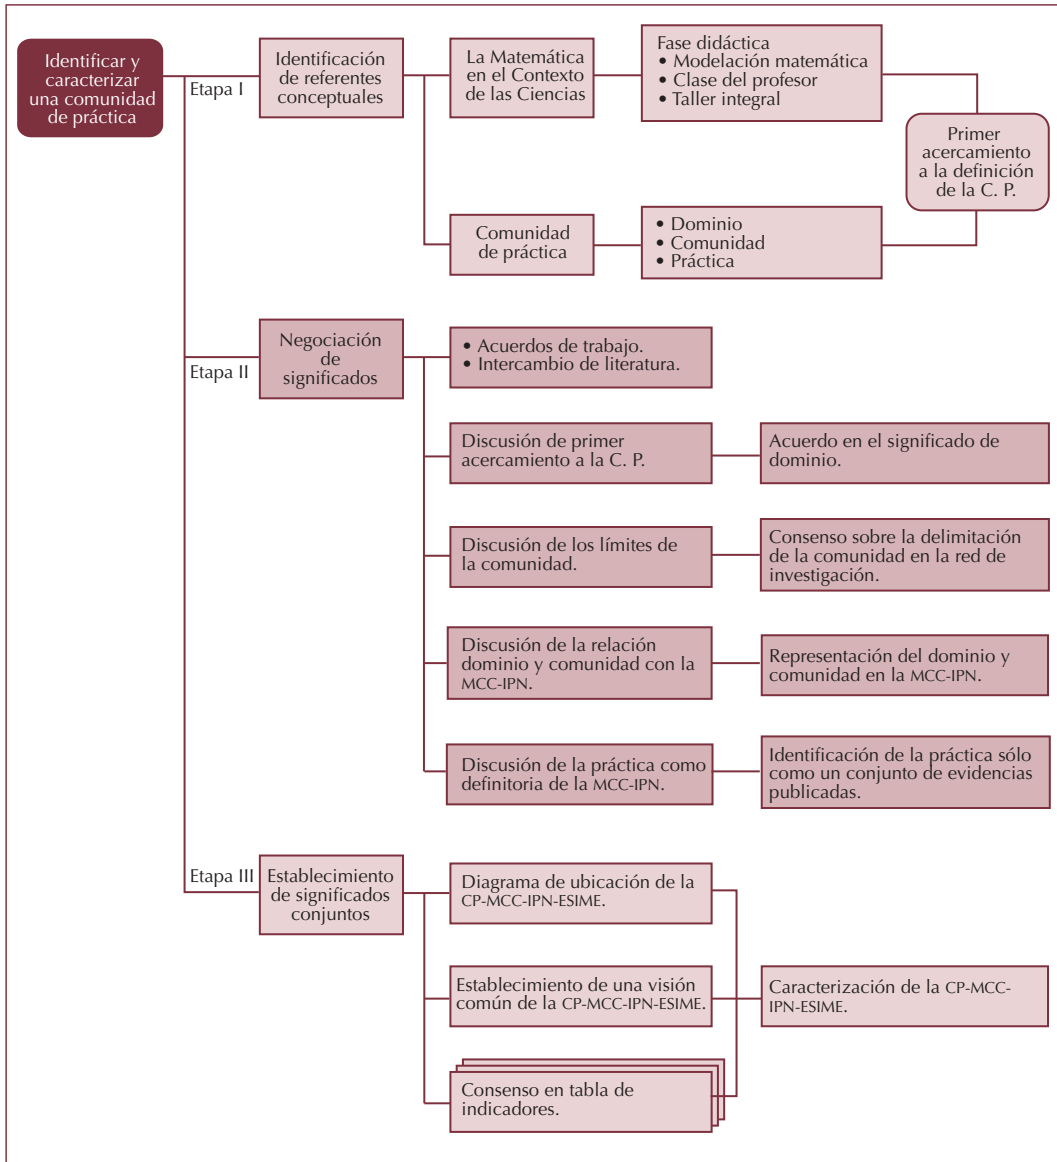 Identificar y
caracterizar
una comunidad
de práctica
Etapa I
Identificación
de referentes
conceptuales
La Matemática
en el Contexto
de las Ciencias
Fase didáctica
• Modelación matemática
• Clase del profesor
• Taller integral
Primer
acercamiento
a la definición
de la C. P.
Comunidad
de práctica
• Dominio
• Comunidad
• Práctica
Etapa II
Negociación
de
significados
• Acuerdos de trabajo.
• Intercambio de literatura.
Discusión de primer
acercamiento a la C. P.
Acuerdo en el significado de
dominio.
Discusión de los límites de
la comunidad.
Consenso sobre la delimitación
de la comunidad en la red de
investigación.
Discusión de la relación
dominio y comunidad con la
MCC-IPN.
Representación del dominio y
comunidad en la MCC-IPN.
Discusión de la práctica como
definitoria de la MCC-IPN.
Identificación de la práctica sólo
como un conjunto de evidencias
publicadas.
Etapa III
Establecimiento
de significados
conjuntos
Diagrama de ubicación de la
CP-MCC-IPN-ESIME.
Establecimiento de una visión
común de la CP-MCC-IPN-ESIME.
Caracterización de la CP-MCC-
IPN-ESIME.
Consenso en tabla de
indicadores.